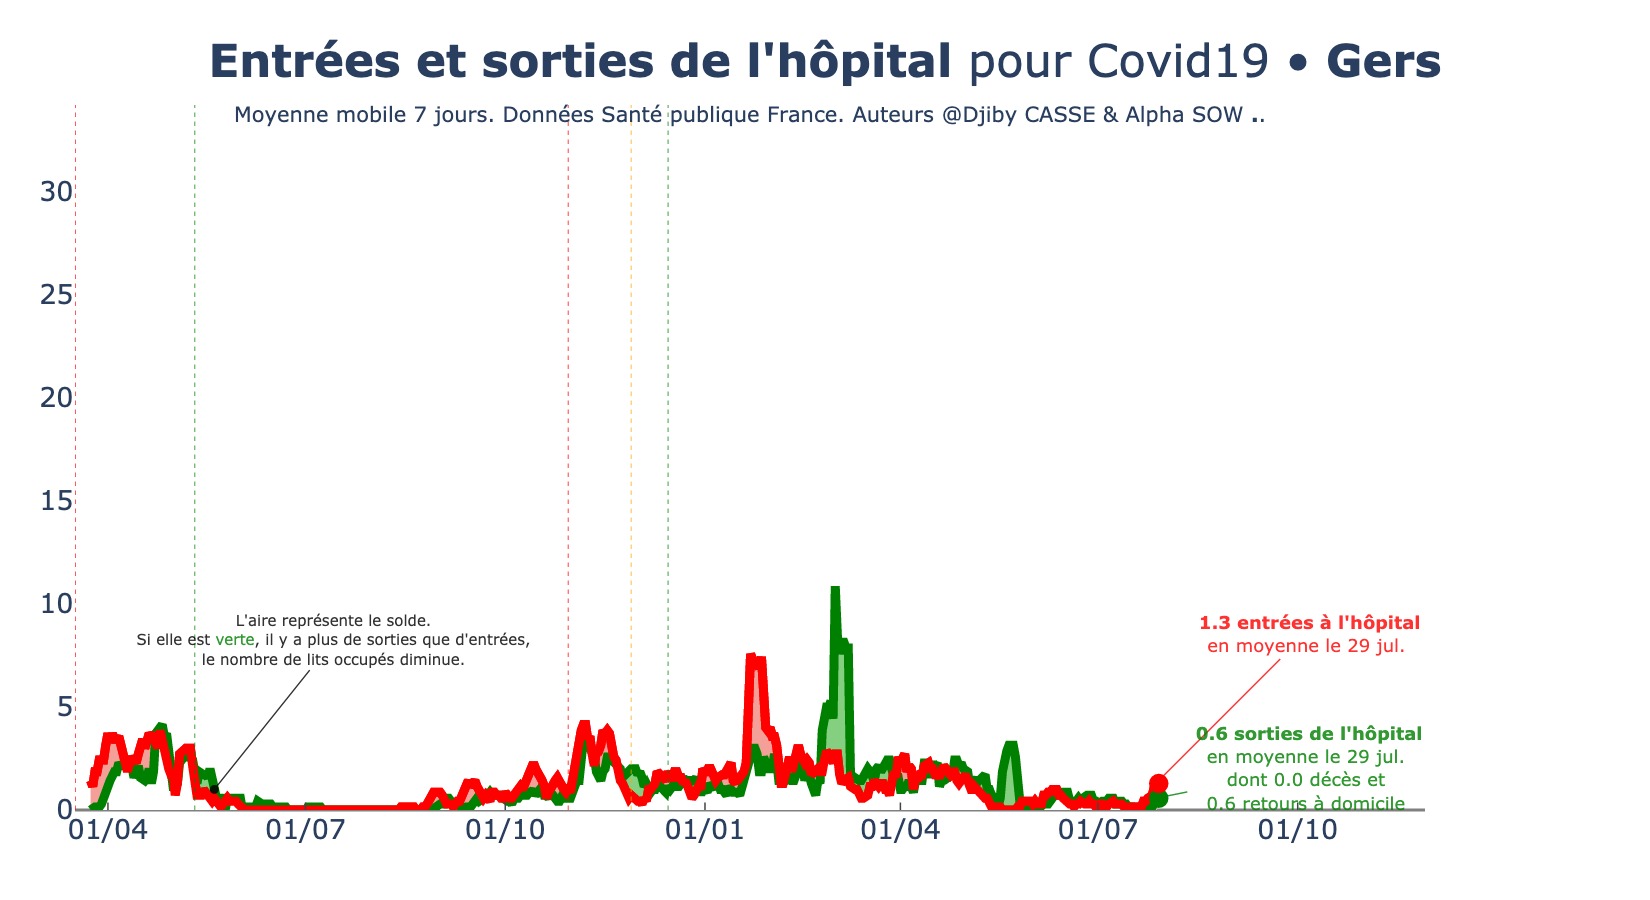 Entrées et sorties de l'hôpital pour Covid19 • Gers
Moyenne mobile 7 jours. Données Santé publique France. Auteurs @Djiby CASSE & Alpha SOW ..
30
25
20
15
10
5
0
L'aire représente le solde.
Si elle est verte, il y a plus de sorties que d'entrées,
le nombre de lits occupés diminue.
1.3 entrées à l'hôpital
en moyenne le 29 jul.
0.6 sorties de l'hôpital
en moyenne le 29 jul.
dont 0.0 décès et
0.6 retours à domicile
01/04 01/07 01/10 01/01 01/04 01/07 01/10